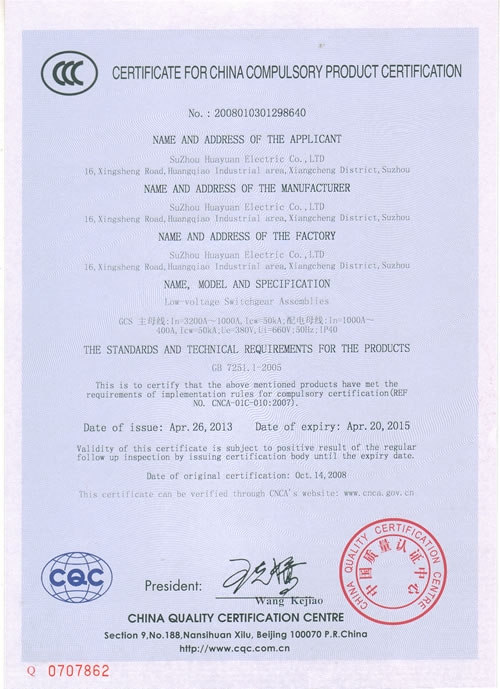 CCC
CERTIFICATE FOR CHINA COMPULSORY PRODUCT CERTIFICATION
No.: 2008010301298640
NAME AND ADDRESS OF THE APPLICANT
SuZhou Huayuan Electric Co.,LTD
16,Xingsheng Road,Huangqiao Industrial area,Xiangcheng District,Suzhou
NAME AND ADDRESS OF THE MANUFACTURER
SuZhou Huayuan Electric Co.,LTD
16,Xingsheng Road,Huangqiao Industrial area,Xiangcheng District,Suzhou
NAME AND ADDRESS OF THE FACTORY
SuZhou Huayuan Electric Co.,LTD
16,Xingsheng Road,Huangqiao Industrial area,Xiangcheng District,Suzhou
NAME, MODEL AND SPECIFICATION
Low-voltage Switchgear Assemblies
GCS 主母线:In=3200A～1000A,Icw=50kA;配电母线:In=1000A～
400A,Icw=50kA;Ue=380V,Ui=660V;50Hz;IP40
THE STANDARDS AND TECHNICAL REQUIREMENTS FOR THE PRODUCTS
GB 7251.1-2005
This is to certify that the above mentioned products have met the
requirements of implementation rules for compulsory certification(REF
NO. CNCA-01C-010:2007).
Date of issue: Apr.26,2013 Date of expiry: Apr.20,2015
Validity of this certificate is subject to positive result of the regular
follow up inspection by issuing certification body until the expiry date.
Date of original certification: Oct.14,2008
This certificate can be verified through CNCA's website: www.cnca.gov.cn
CHINA QUALITY CERTIFICATION CENTRE
中国质量认证中心
CQC
President:
Wang Kejiao
CHINA QUALITY CERTIFICATION CENTRE
Section 9,No.188,Nansihuan Xilu, Beijing 100070 P.R.China
http://www.cqc.com.cn
Q 0707862